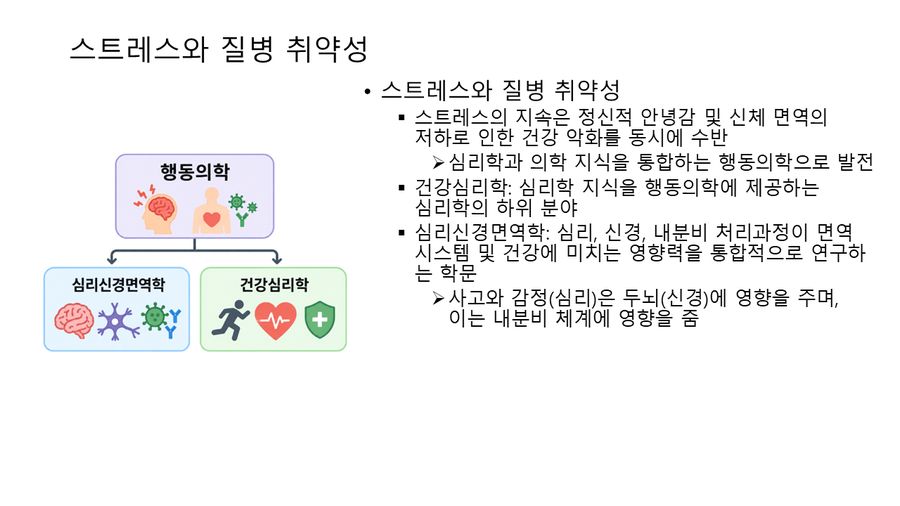 스트레스와 질병 취약성
행동의학
심리신경면역학
건강심리학
• 스트레스와 질병 취약성
▪ 스트레스의 지속은 정신적 안녕감 및 신체 면역의
저하로 인한 건강 악화를 동시에 수반
➢심리학과 의학 지식을 통합하는 행동의학으로 발전
▪ 건강심리학: 심리학 지식을 행동의학에 제공하는
심리학의 하위 분야
▪ 심리신경면역학: 심리, 신경, 내분비 처리과정이 면역
시스템 및 건강에 미치는 영향력을 통합적으로 연구하
는 학문
➢사고와 감정(심리)은 두뇌(신경)에 영향을 주며,
이는 내분비 체계에 영향을 줌